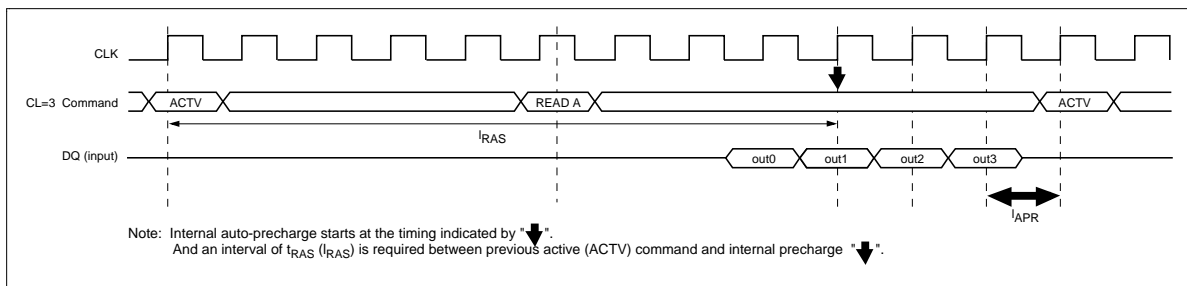 CLK
CL=3 Command ACTV READ A ACTV
lRAS
DQ (input) out0 out1 out2 out3
lAPR
Note: Internal auto-precharge starts at the timing indicated by " ".
And an interval of tRAS (lRAS) is required between previous active (ACTV) command and internal precharge " ".